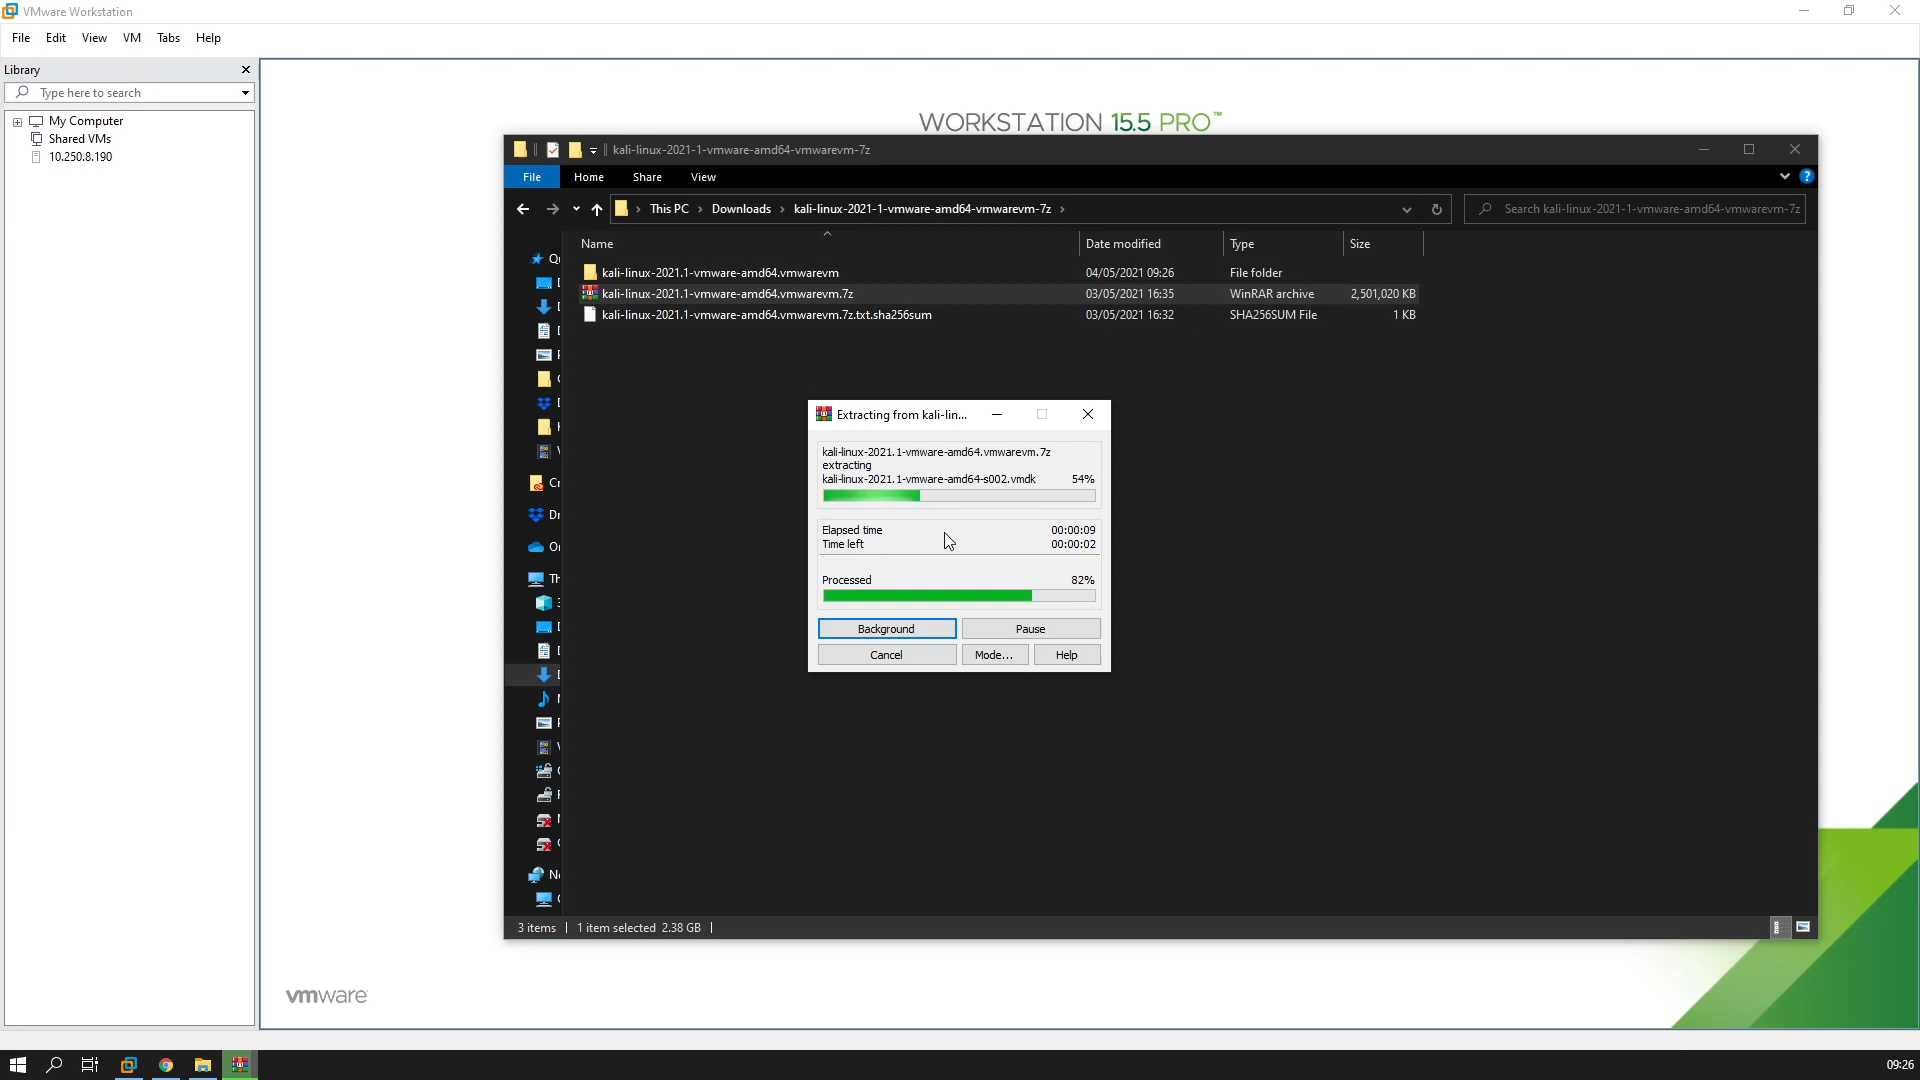 VMware Workstation
File Edit View VM Tabs Help
Library
Type here to search
My Computer
Shared VMs
10.250.8.190
WORKSTATION 15.5 PRO™
kali-linux-2021-1-vmware-amd64-vmwarevm-7z
File Home Share View
This PC Downloads kali-linux-2021-1-vmware-amd64-vmwarevm-7z
Search kali-linux-2021-1-vmware-amd64-vmwarevm-7z
Name Date modified Type Size
kali-linux-2021.1-vmware-amd64.vmwarevm 04/05/2021 09:26 File folder
kali-linux-2021.1-vmware-amd64.vmwarevm.7z 03/05/2021 16:35 WinRAR archive 2,501,020 KB
kali-linux-2021.1-vmware-amd64.vmwarevm.7z.txt.sha256sum 03/05/2021 16:32 SHA256SUM File 1 KB
Extracting from kali-lin...
kali-linux-2021.1-vmware-amd64.vmwarevm.7z
extracting
kali-linux-2021.1-vmware-amd64-s002.vmdk 54%
Elapsed time 00:00:09
Time left 00:00:02
Processed 82%
Background Pause
Cancel Mode... Help
3 items 1 item selected 2.38 GB
vmware
09:26